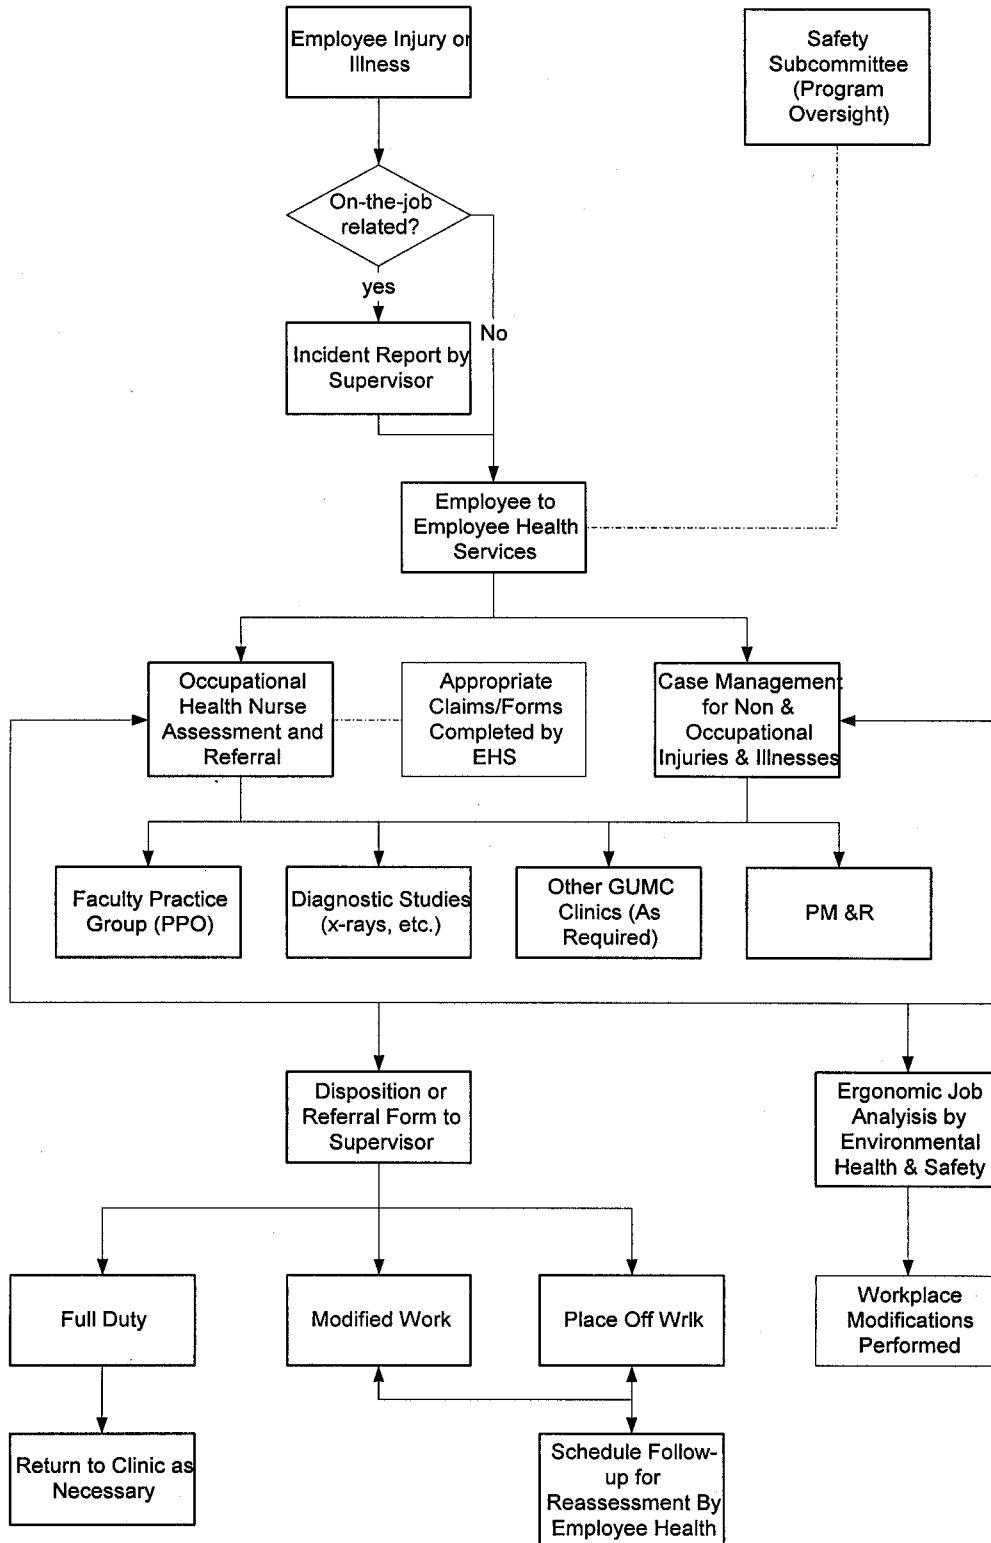 Employee Injury or
Illness
Safety
Subcommittee
(Program
Oversight)
On-the-job
related?
yes
No
Incident Report by
Supervisor
Employee to
Employee Health
Services
Occupational
Health Nurse
Assessment and
Referral
Appropriate
Claims/Forms
Completed by
EHS
Case Management
for Non &
Occupational
Injuries & Illnesses
Faculty Practice
Group (PPO)
Diagnostic Studies
(x-rays, etc.)
Other GUMC
Clinics (As
Required)
PM &R
Disposition or
Referral Form to
Supervisor
Ergonomic Job
Analyisis by
Environmental
Health & Safety
Full Duty
Modified Work
Place Off Wrlk
Workplace
Modifications
Performed
Return to Clinic as
Necessary
Schedule Follow-
up for
Reassessment By
Employee Health